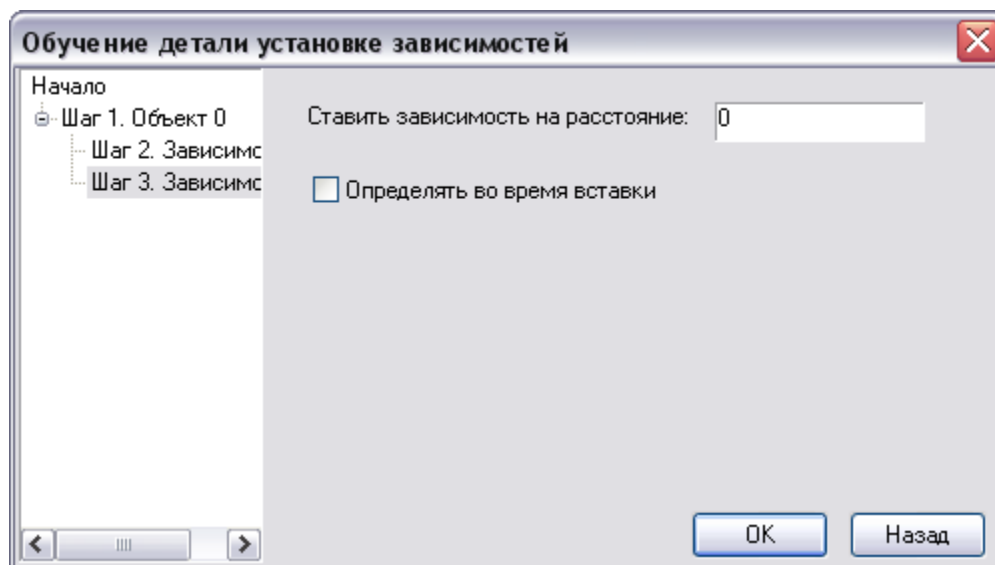 Обучение детали установке зависимостей
Начало
Шаг 1. Объект 0
Шаг 2. Зависимс
Шаг 3. Зависимс
Ставить зависимость на расстояние: 0
Определять во время вставки
OK Назад